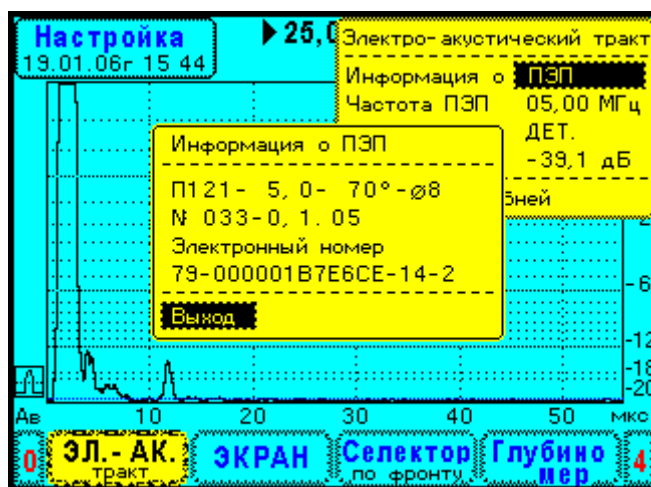 Настройка
19.01.06г 15 44
25,0
Электро-акустический тракт
Информация о ПЭП
Частота ПЭП 05,00 МГц
ДЕТ.
-39,1 дБ
бней
Информация о ПЭП
П121- 5,0- 70°-⌀8
N 033-0,1.05
Электронный номер
79-000001B7E6CE-14-2
Выход
-6
-12
-18
-20
Ав 10 20 30 40 50 мкс
0 ЭЛ.-АК. тракт ЭКРАН Селектор по фронту Глубино мер 4